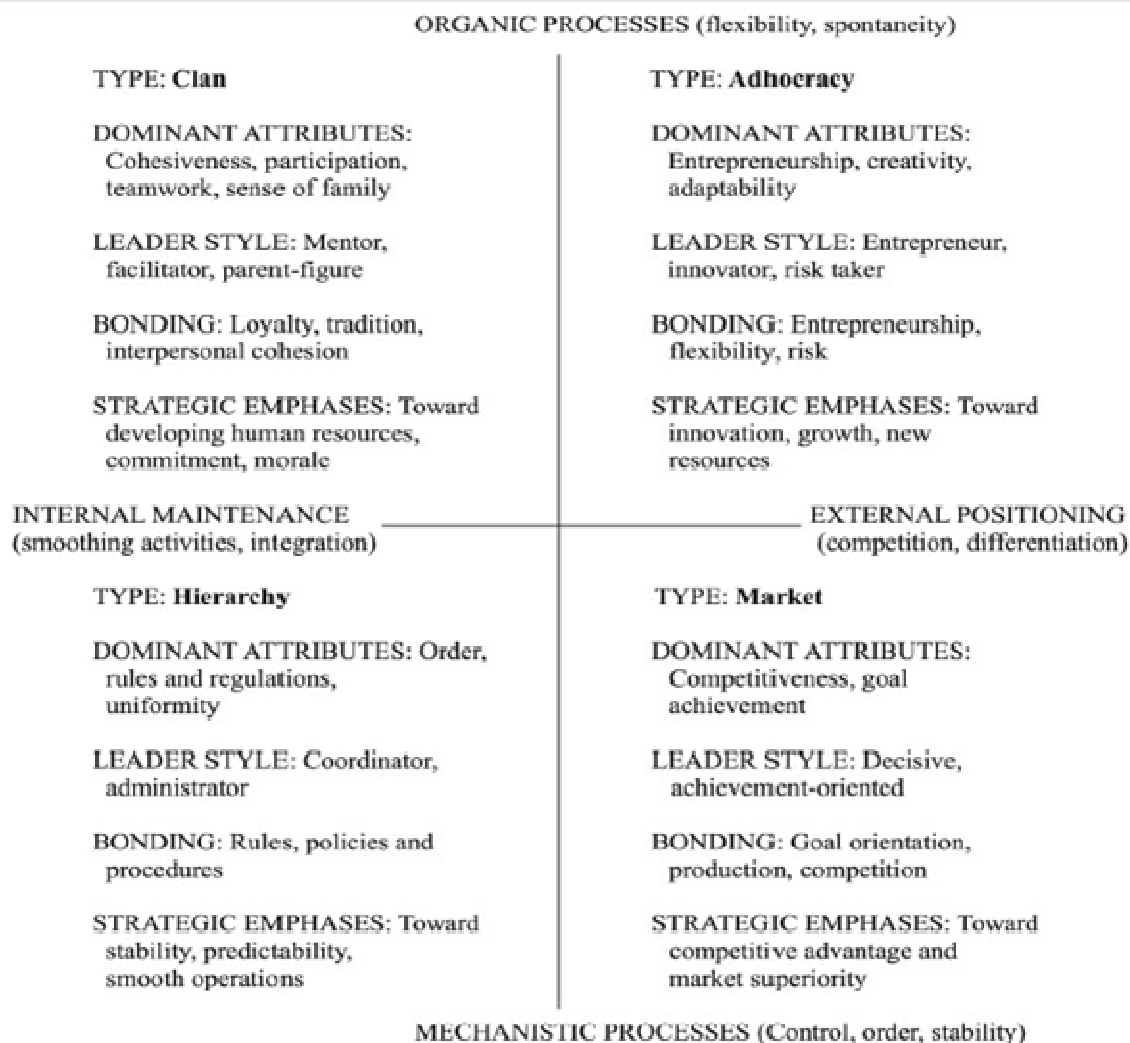 ORGANIC PROCESSES (flexibility, spontaneity)
TYPE: Clan
DOMINANT ATTRIBUTES:
Cohesiveness, participation,
teamwork, sense of family
LEADER STYLE: Mentor,
facilitator, parent-figure
BONDING: Loyalty, tradition,
interpersonal cohesion
STRATEGIC EMPHASES: Toward
developing human resources,
commitment, morale
TYPE: Adhocracy
DOMINANT ATTRIBUTES:
Entrepreneurship, creativity,
adaptability
LEADER STYLE: Entrepreneur,
innovator, risk taker
BONDING: Entrepreneurship,
flexibility, risk
STRATEGIC EMPHASES: Toward
innovation, growth, new
resources
INTERNAL MAINTENANCE
(smoothing activities, integration)
EXTERNAL POSITIONING
(competition, differentiation)
TYPE: Hierarchy
DOMINANT ATTRIBUTES: Order,
rules and regulations,
uniformity
LEADER STYLE: Coordinator,
administrator
BONDING: Rules, policies and
procedures
STRATEGIC EMPHASES: Toward
stability, predictability,
smooth operations
TYPE: Market
DOMINANT ATTRIBUTES:
Competitiveness, goal
achievement
LEADER STYLE: Decisive,
achievement-oriented
BONDING: Goal orientation,
production, competition
STRATEGIC EMPHASES: Toward
competitive advantage and
market superiority
MECHANISTIC PROCESSES (Control, order, stability)